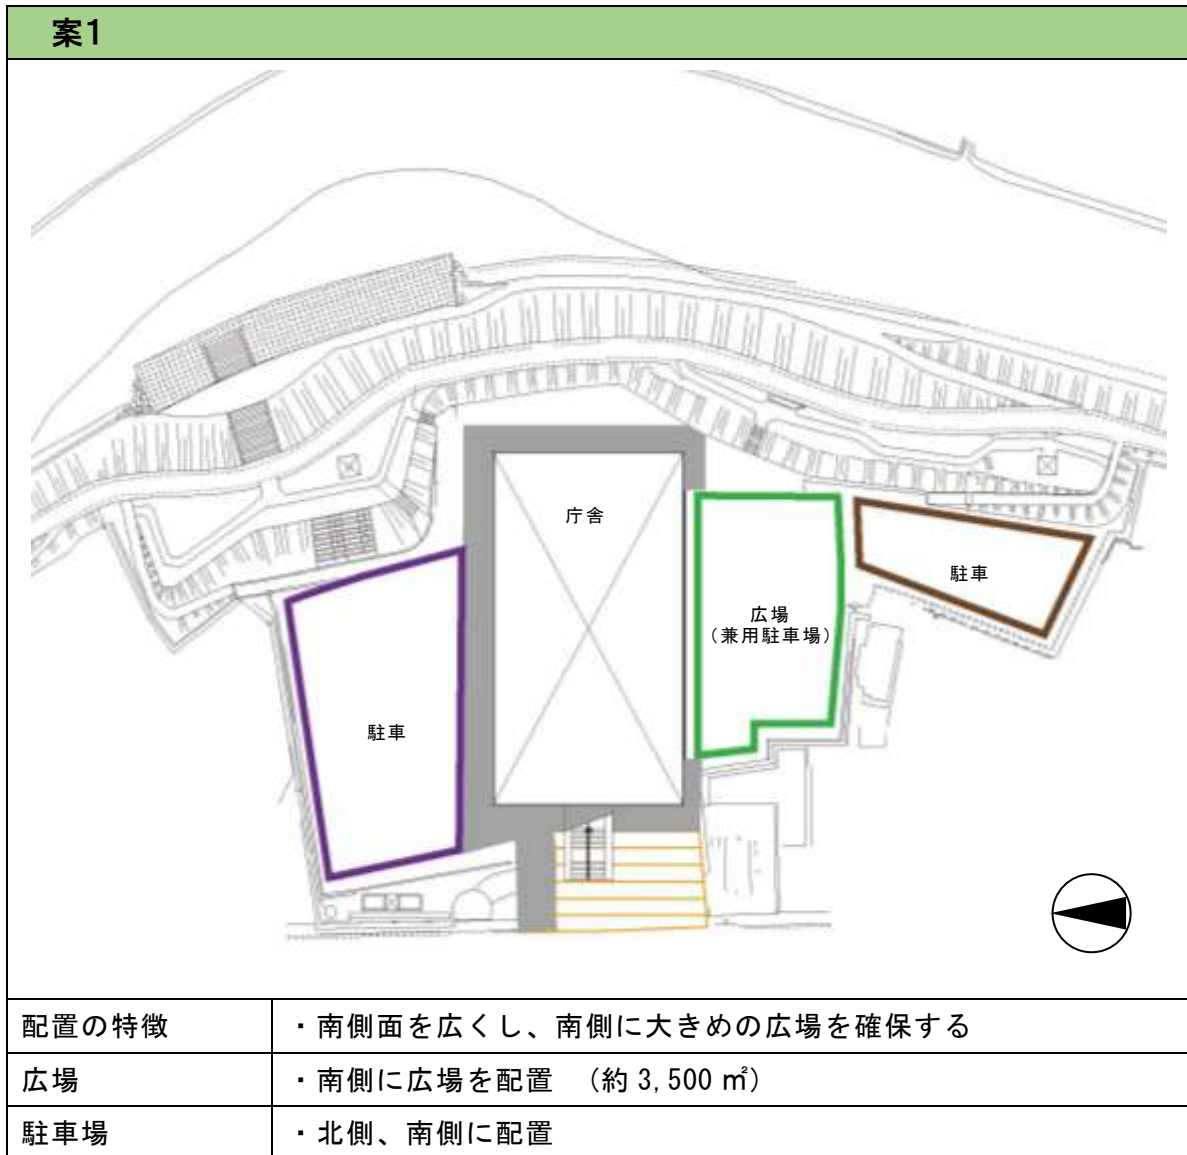 案1
庁舎
駐車
広場
（兼用駐車場）
駐車
配置の特徴
・南側面を広くし、南側に大きめの広場を確保する
広場
・南側に広場を配置　（約 3,500 ㎡）
駐車場
・北側、南側に配置